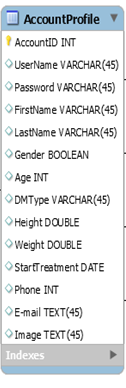 AccountProfile
AccountID INT
UserName VARCHAR(45)
Password VARCHAR(45)
FirstName VARCHAR(45)
LastName VARCHAR(45)
Gender BOOLEAN
Age INT
DMType VARCHAR(45)
Height DOUBLE
Weight DOUBLE
StartTreatment DATE
Phone INT
E-mail TEXT(45)
Image TEXT(45)
Indexes